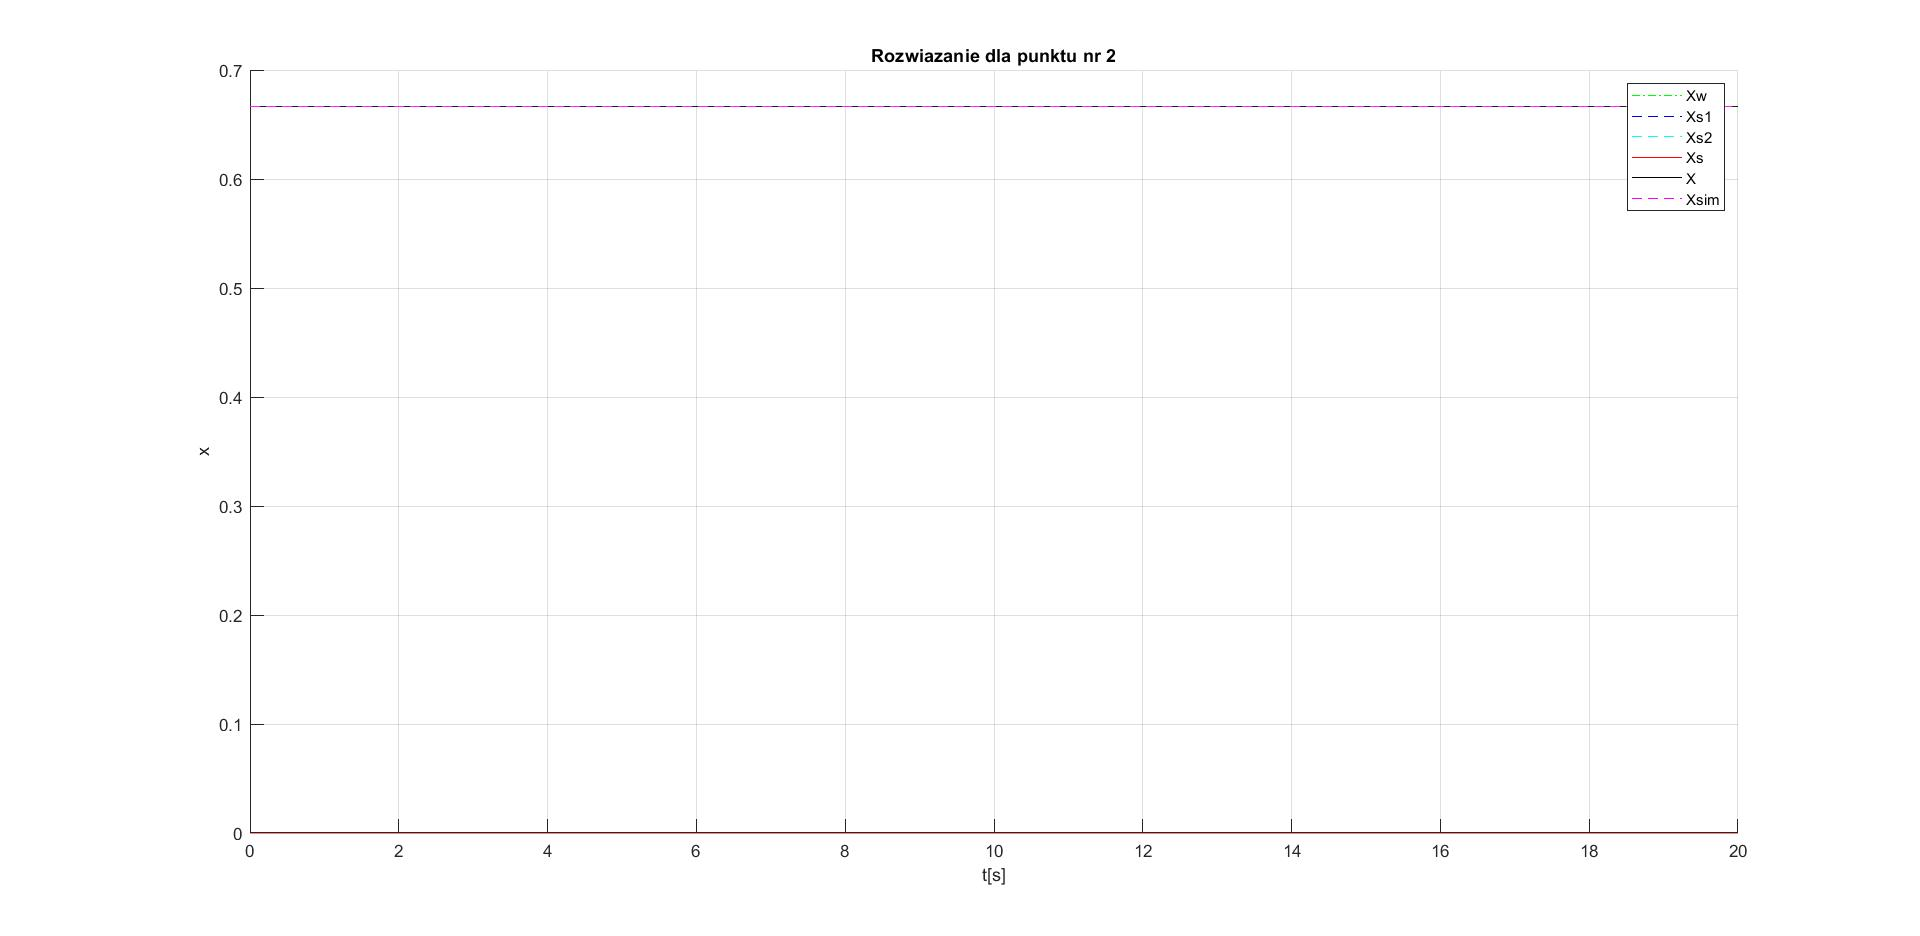 Rozwiazanie dla punktu nr 2
0.7
0.6
0.5
0.4
0.3
0.2
0.1
0
x
Xw
Xs1
Xs2
Xs
X
Xsim
0 2 4 6 8 10 12 14 16 18 20
t[s]